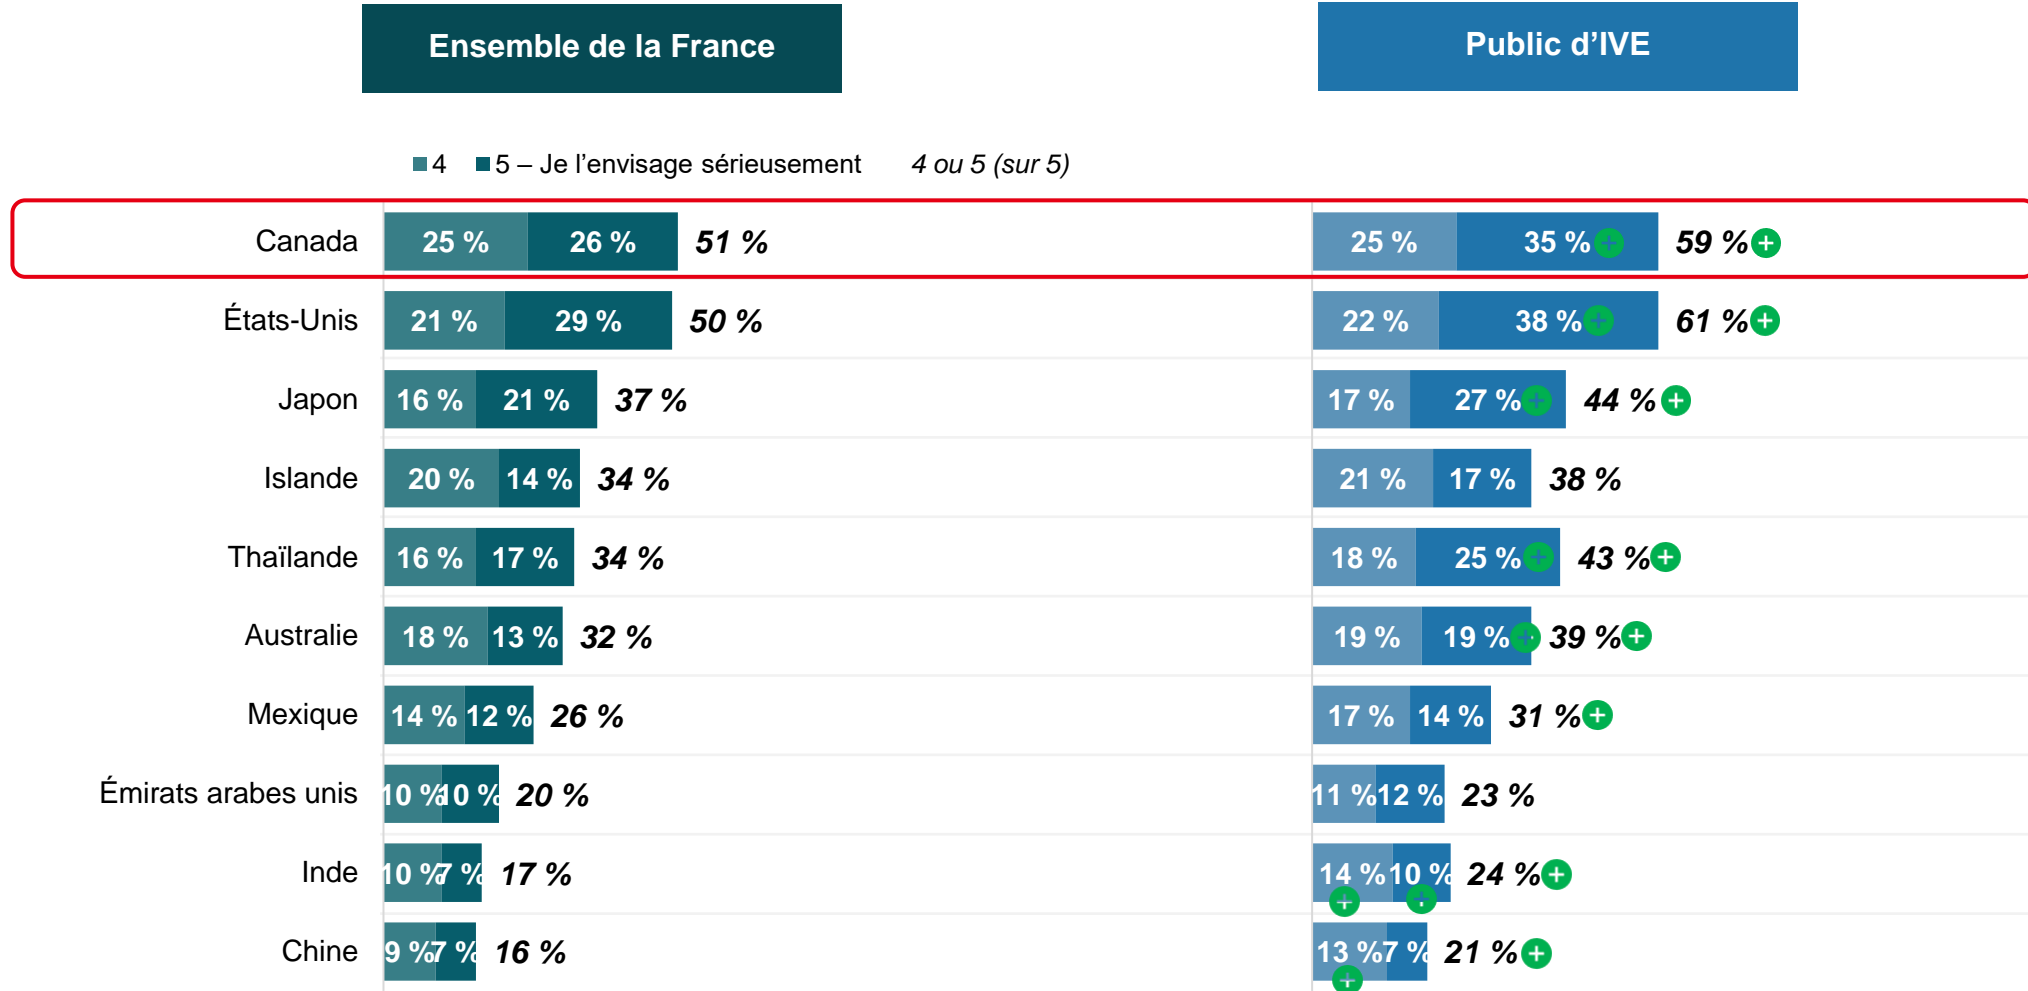 Ensemble de la France
Public d’IVE
4 5 – Je l’envisage sérieusement 4 ou 5 (sur 5)
Canada 25 % 26 % 51 % 25 % 35 % + 59 % +
États-Unis 21 % 29 % 50 % 22 % 38 % + 61 % +
Japon 16 % 21 % 37 % 17 % 27 % + 44 % +
Islande 20 % 14 % 34 % 21 % 17 % 38 %
Thaïlande 16 % 17 % 34 % 18 % 25 % + 43 % +
Australie 18 % 13 % 32 % 19 % 19 % + 39 % +
Mexique 14 % 12 % 26 % 17 % 14 % 31 % +
Émirats arabes unis 10 % 10 % 20 % 11 % 12 % 23 %
Inde 10 % 7 % 17 % 14 % + 10 % + 24 % +
Chine 9 % 7 % 16 % 13 % + 7 % 21 % +